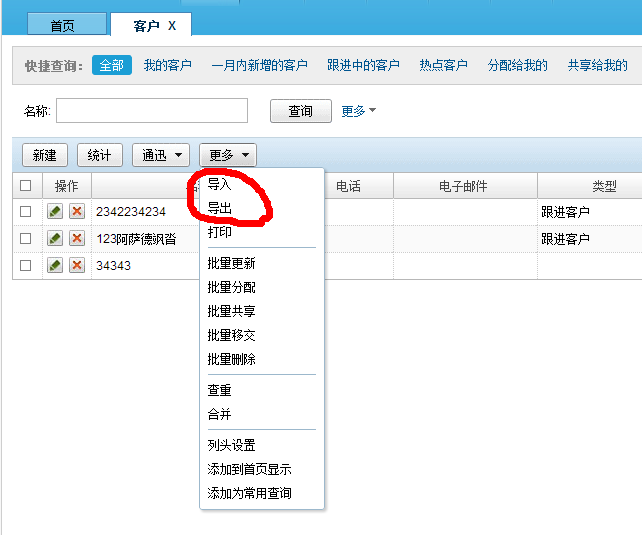 首页
客户 X
快捷查询： 全部 我的客户 一月内新增的客户 跟进中的客户 热点客户 分配给我的 共享给我的
名称: 查询 更多
新建 统计 通迅 更多
操作 电话 电子邮件 类型
导入
2342234234 导出 跟进客户
打印
123阿萨德飒沓 跟进客户
批量更新
34343
批量分配
批量共享
批量移交
批量删除
查重
合并
列头设置
添加到首页显示
添加为常用查询